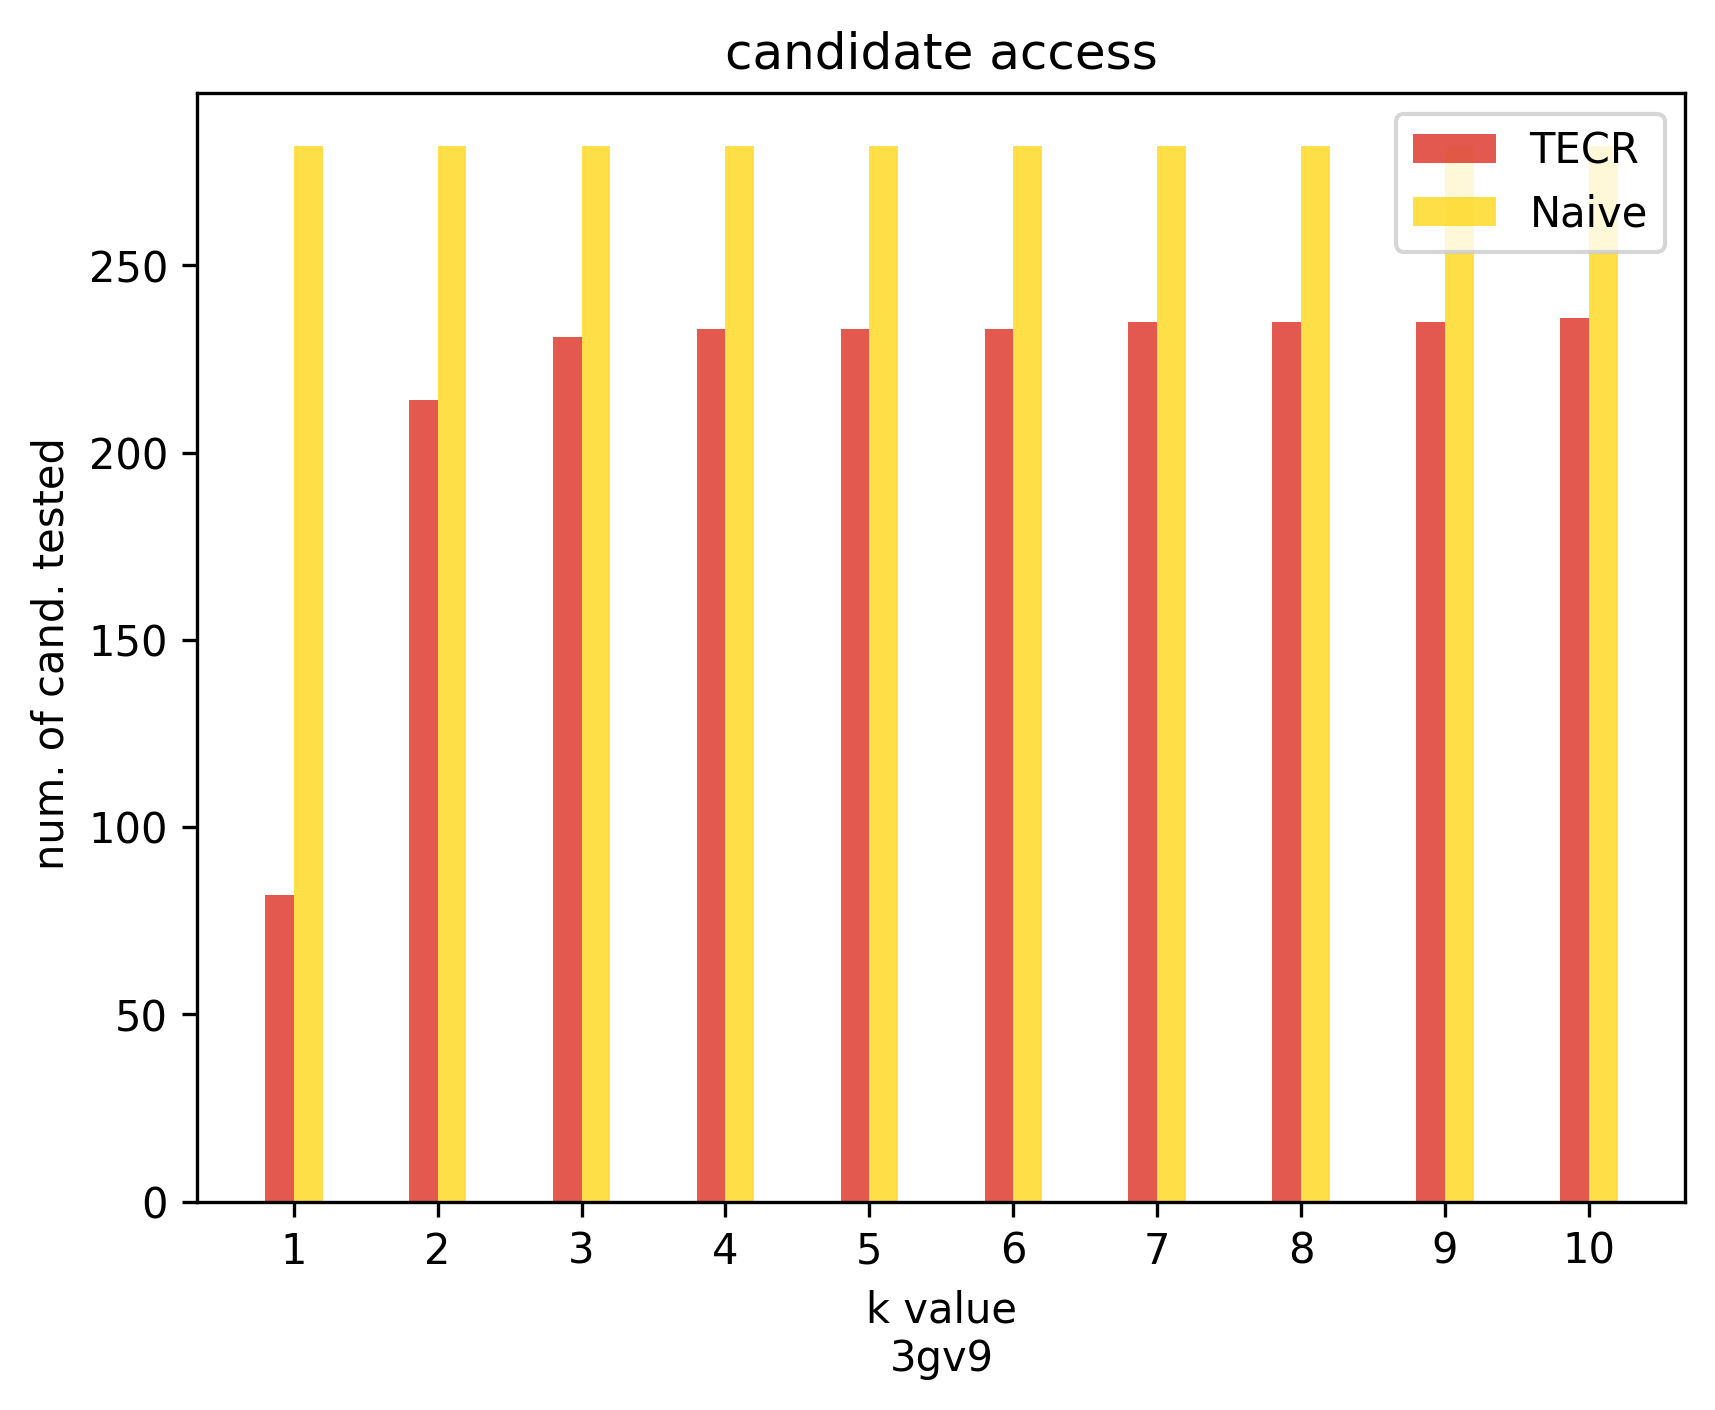 candidate access
TECR
Naive
num. of cand. tested
250
200
150
100
50
0
1 2 3 4 5 6 7 8 9 10
k value
3gv9